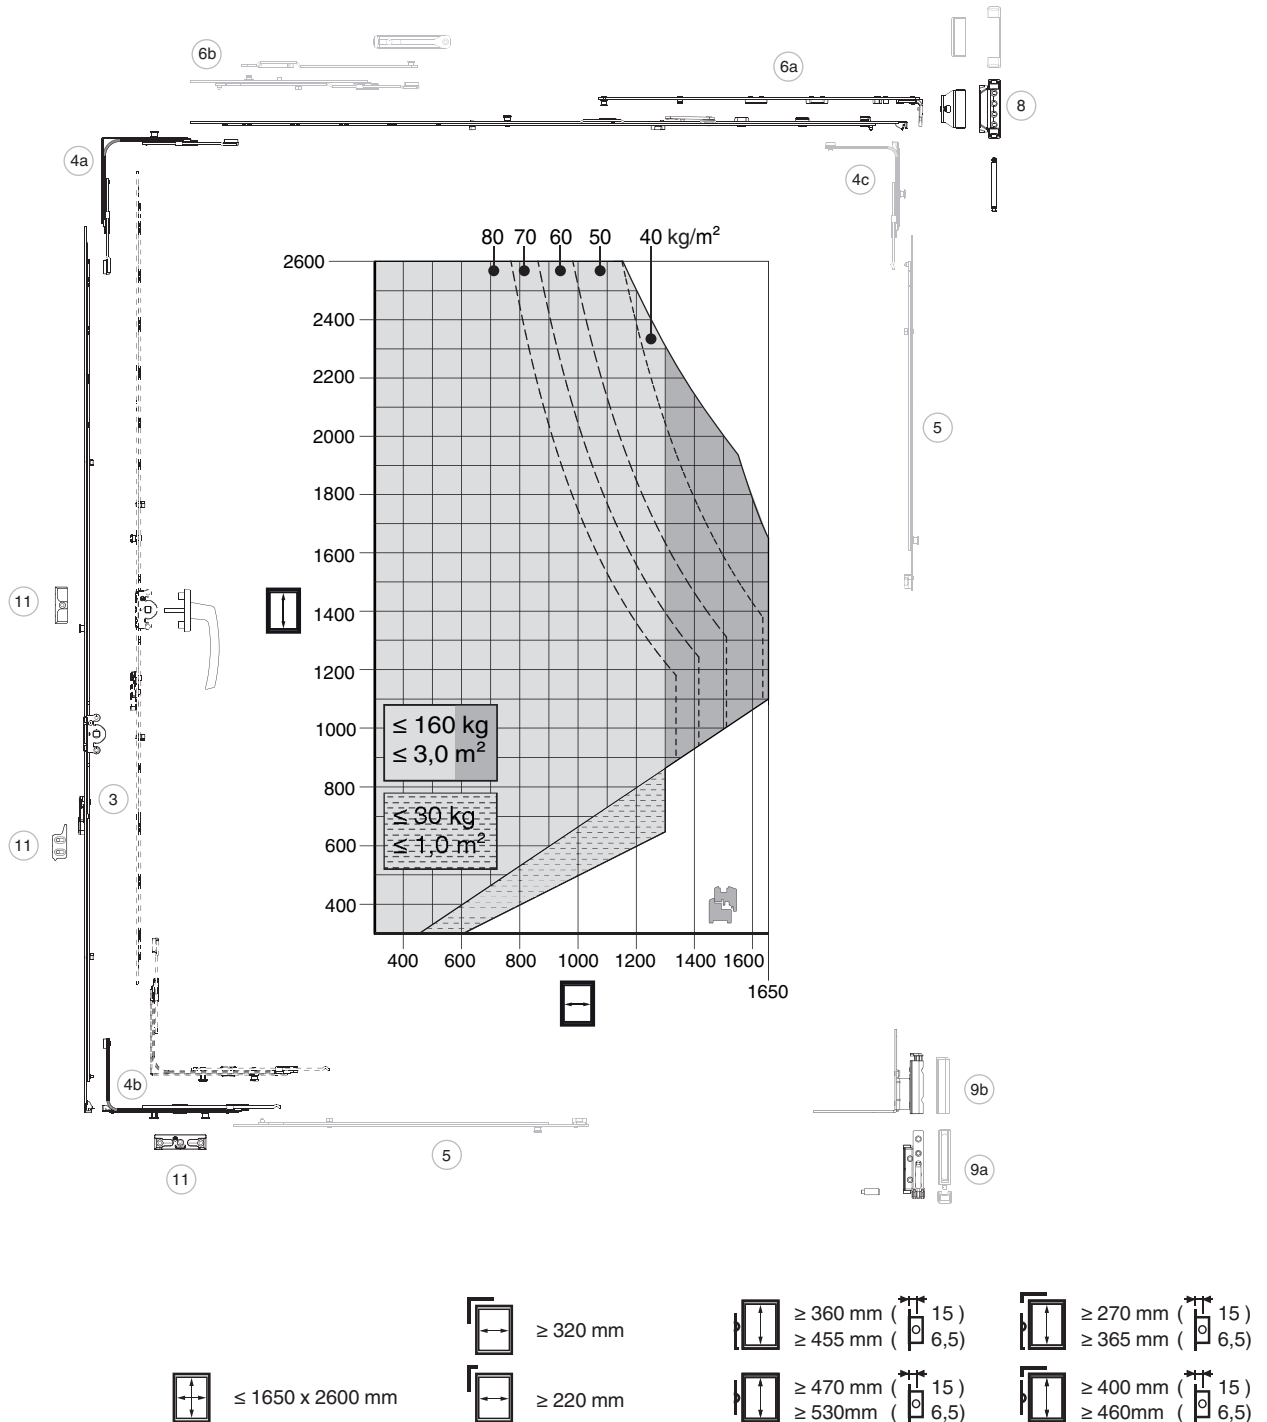 6b
6a
8
4a
4c
80 70 60 50 40 kg/m²
2600
2400
2200
2000
5
1800
1600
11
1400
1200
1000
≤ 160 kg
≤ 3,0 m²
3
800
≤ 30 kg
≤ 1,0 m²
11
600
400
400 600 800 1000 1200 1400 1600
1650
4b
9b
5
11
9a
≥ 320 mm
≥ 360 mm ( 15 )
≥ 455 mm ( 6,5)
≥ 270 mm ( 15 )
≥ 365 mm ( 6,5)
≤ 1650 x 2600 mm
≥ 220 mm
≥ 470 mm ( 15 )
≥ 530mm ( 6,5)
≥ 400 mm ( 15 )
≥ 460mm ( 6,5)